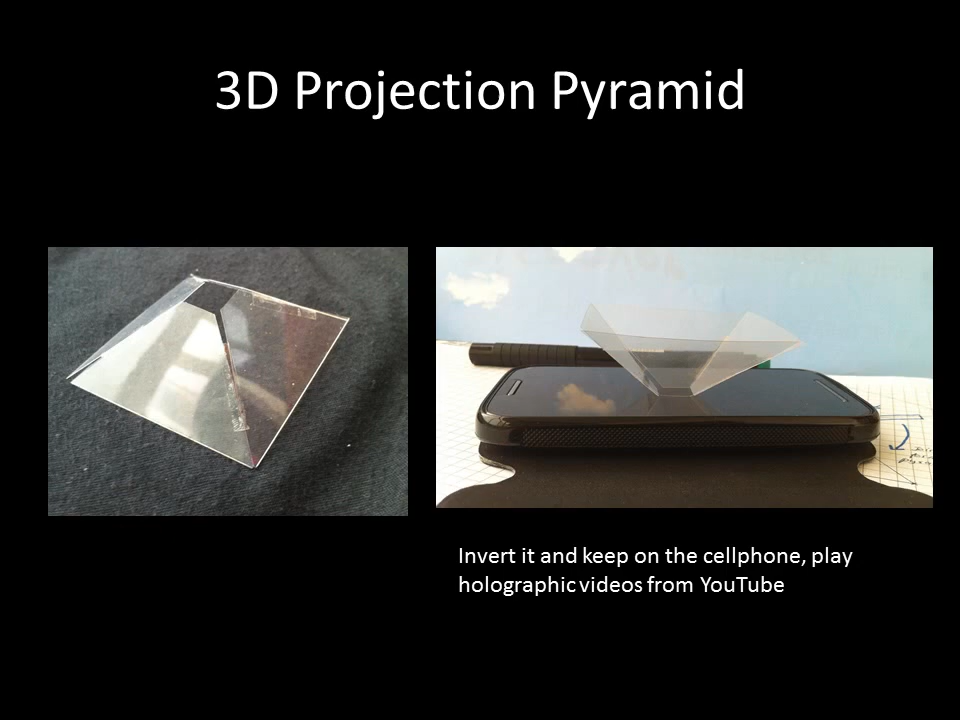 3D Projection Pyramid
Invert it and keep on the cellphone, play
holographic videos from YouTube